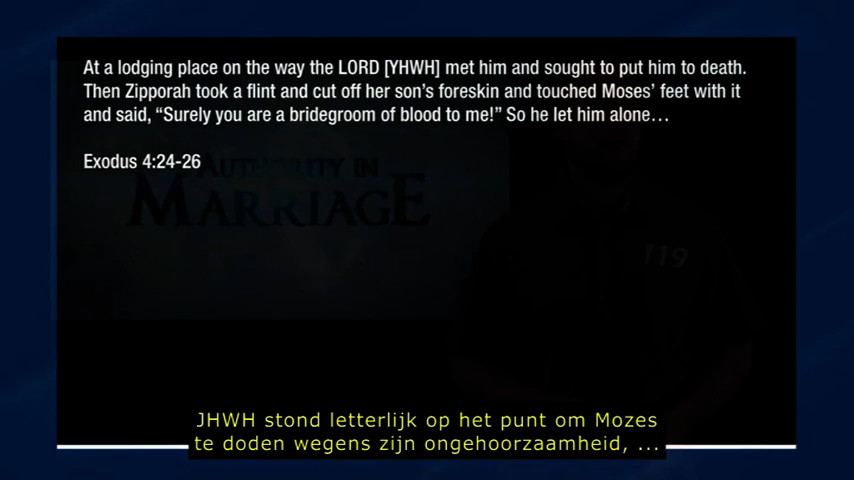 At a lodging place on the way the LORD [YHWH] met him and sought to put him to death.
Then Zipporah took a flint and cut off her son's foreskin and touched Moses' feet with it
and said, “Surely you are a bridegroom of blood to me!” So he let him alone…
Exodus 4:24-26
AUTHORITY IN
MARRIAGE
119
JHWH stond letterlijk op het punt om Mozes
te doden wegens zijn ongehoorzaamheid, ...